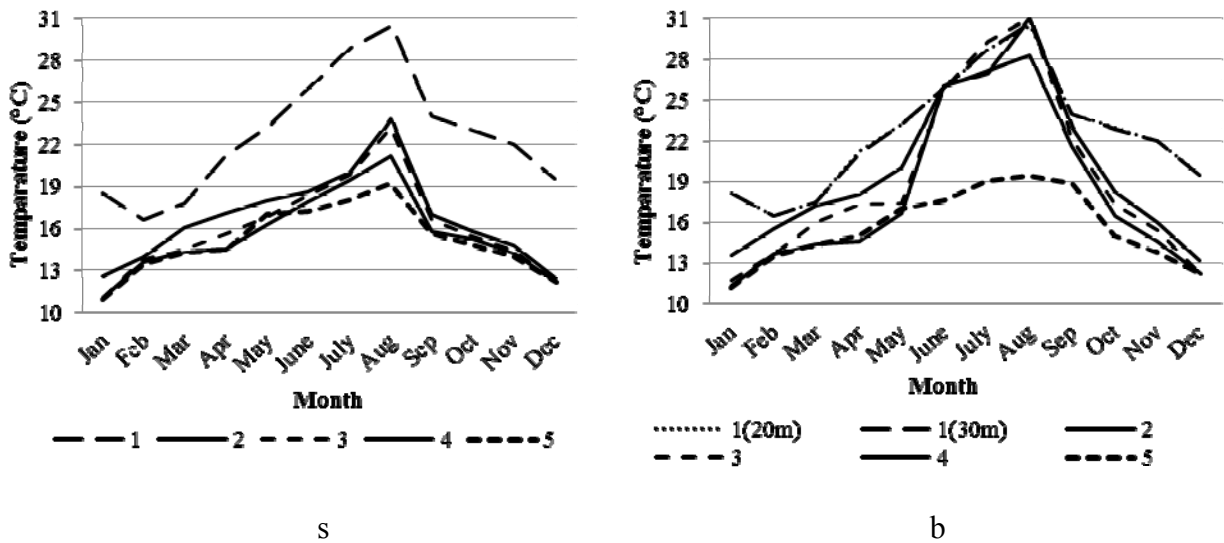 31
28
25
22
19
16
13
10
Temparature (°C)
Jan Feb Mar Apr May June July Aug Sep Oct Nov Dec
Month
1 2 3 4 5
s
31
28
25
22
19
16
13
10
Temparature (°C)
Jan Feb Mar Apr May June July Aug Sep Oct Nov Dec
Month
1(20m) 1(30m) 2
3 4 5
b